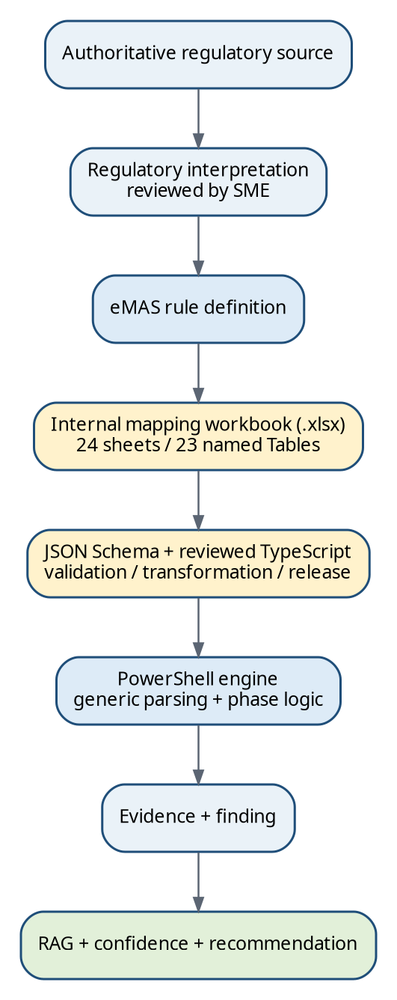 Authoritative regulatory source
Regulatory interpretation
reviewed by SME
eMAS rule definition
Internal mapping workbook (.xlsx)
24 sheets / 23 named Tables
JSON Schema + reviewed TypeScript
validation / transformation / release
PowerShell engine
generic parsing + phase logic
Evidence + finding
RAG + confidence + recommendation